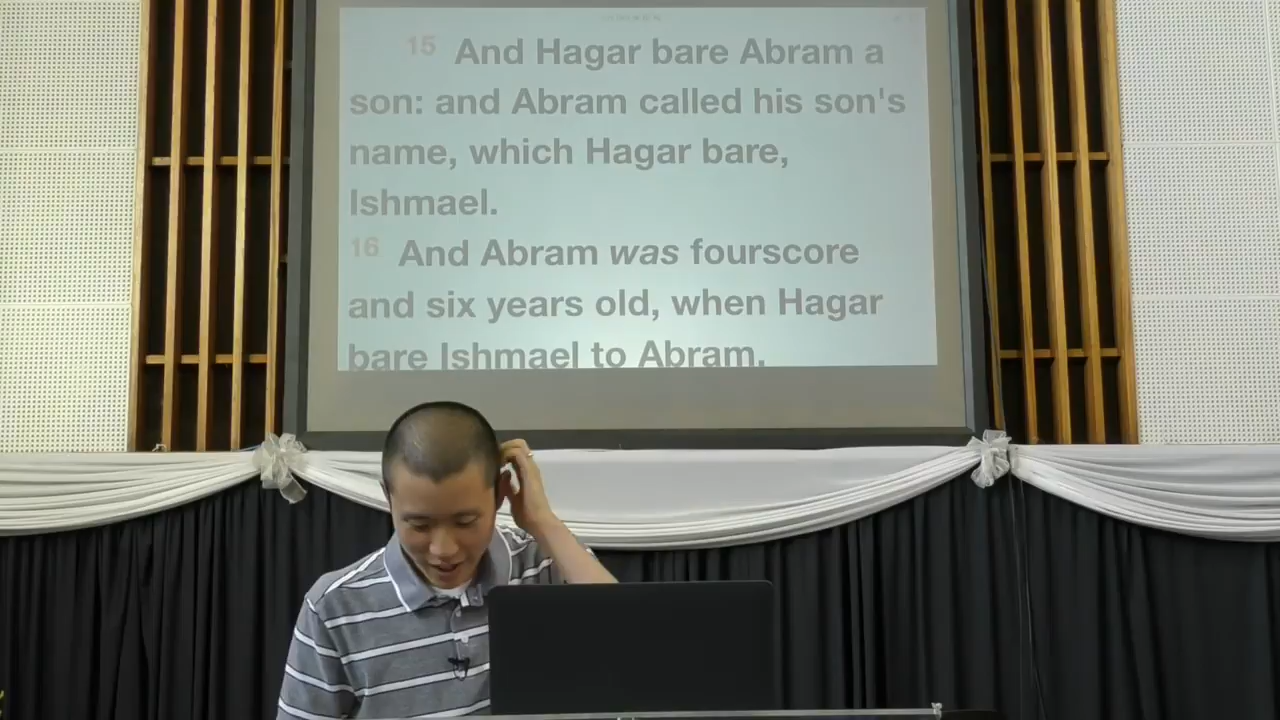 15 And Hagar bare Abram a
son: and Abram called his son's
name, which Hagar bare,
Ishmael.
16 And Abram was fourscore
and six years old, when Hagar
bare Ishmael to Abram.